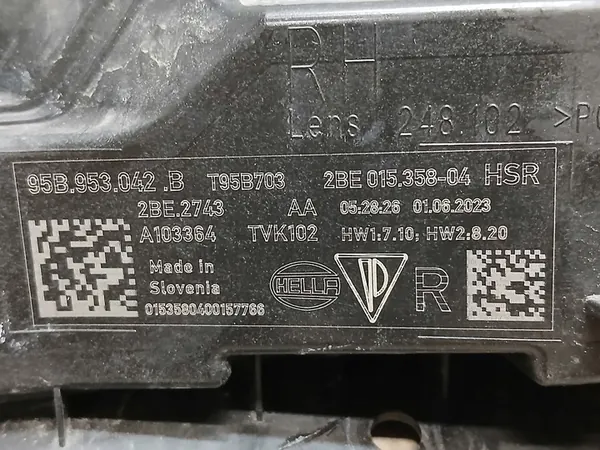 RH
Lens 248.102 >P
95B.953.042 .B T95B703 2BE 015.358-04 HSR
2BE.2743 AA 05:28:26 01.06.2023
A103364 TVK102 HW1:7.10; HW2:8.20
Made in
Slovenia
0153580400157766
HELLA
R